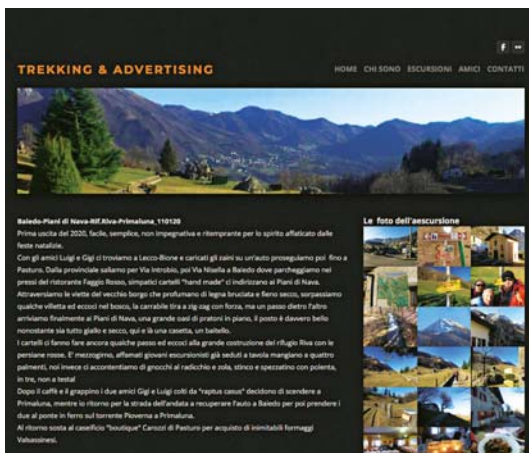 TREKKING & ADVERTISING
HOME CHI SONO ESCURSIONI AMICI CONTATTI
Baiedo-Piani di Nava-Rif.Riva-Primaluna_110120
Prima uscita del 2020, facile, semplice, non impegnativa e ritemprante per lo spirito affaticato dalle
feste natalizie.
Con gli amici Luigi e Gigi ci troviamo a Lecco-Bione e caricati gli zaini su un'auto proseguiamo poi fino a
Pasturo. Dalla provinciale saliamo per Via Introbio, poi Via Nisella a Baiedo dove parcheggiamo nei
pressi del ristorante Faggio Rosso, simpatici cartelli "hand made" ci indirizzano ai Piani di Nava.
Attraversiamo le viette del vecchio borgo che profumano di legna bruciata e fieno secco, sorpassiamo
qualche villetta ed eccoci nel bosco, la carrabile tira a zig zag con forza, ma un passo dietro l'altro
arriviamo finalmente ai Piani di Nava, una grande oasi di pratoni in piano, il posto è davvero bello
nonostante sia tutto giallo e secco, qui e là una casetta, un baitello.
I cartelli ci fanno fare ancora qualche passo ed eccoci alla grande costruzione del rifugio Riva con le
persiane rosse. E' mezzogimo, affamati giovani escursionisti già seduti a tavola mangiano a quattro
palmenti, noi invece ci accontentiamo di gnocchi al radicchio e zola, stinco e spezzatino con polenta,
in tre, non a testa!
Dopo il caffè e il grappino i due amici Gigi e Luigi colti da "raptus casus" decidono di scendere a
Primaluna, mentre io ritorno per la strada dell'andata a recuperare l'auto a Baiedo per poi prendere i
due al ponte in ferro sul torrente Pioverna a Primaluna.
Al ritorno sosta al caseificio "boutique" Carozzi di Pasturo per acquisto di inimitabili formaggi
Valsassinesi.
Le foto dell'aescursione